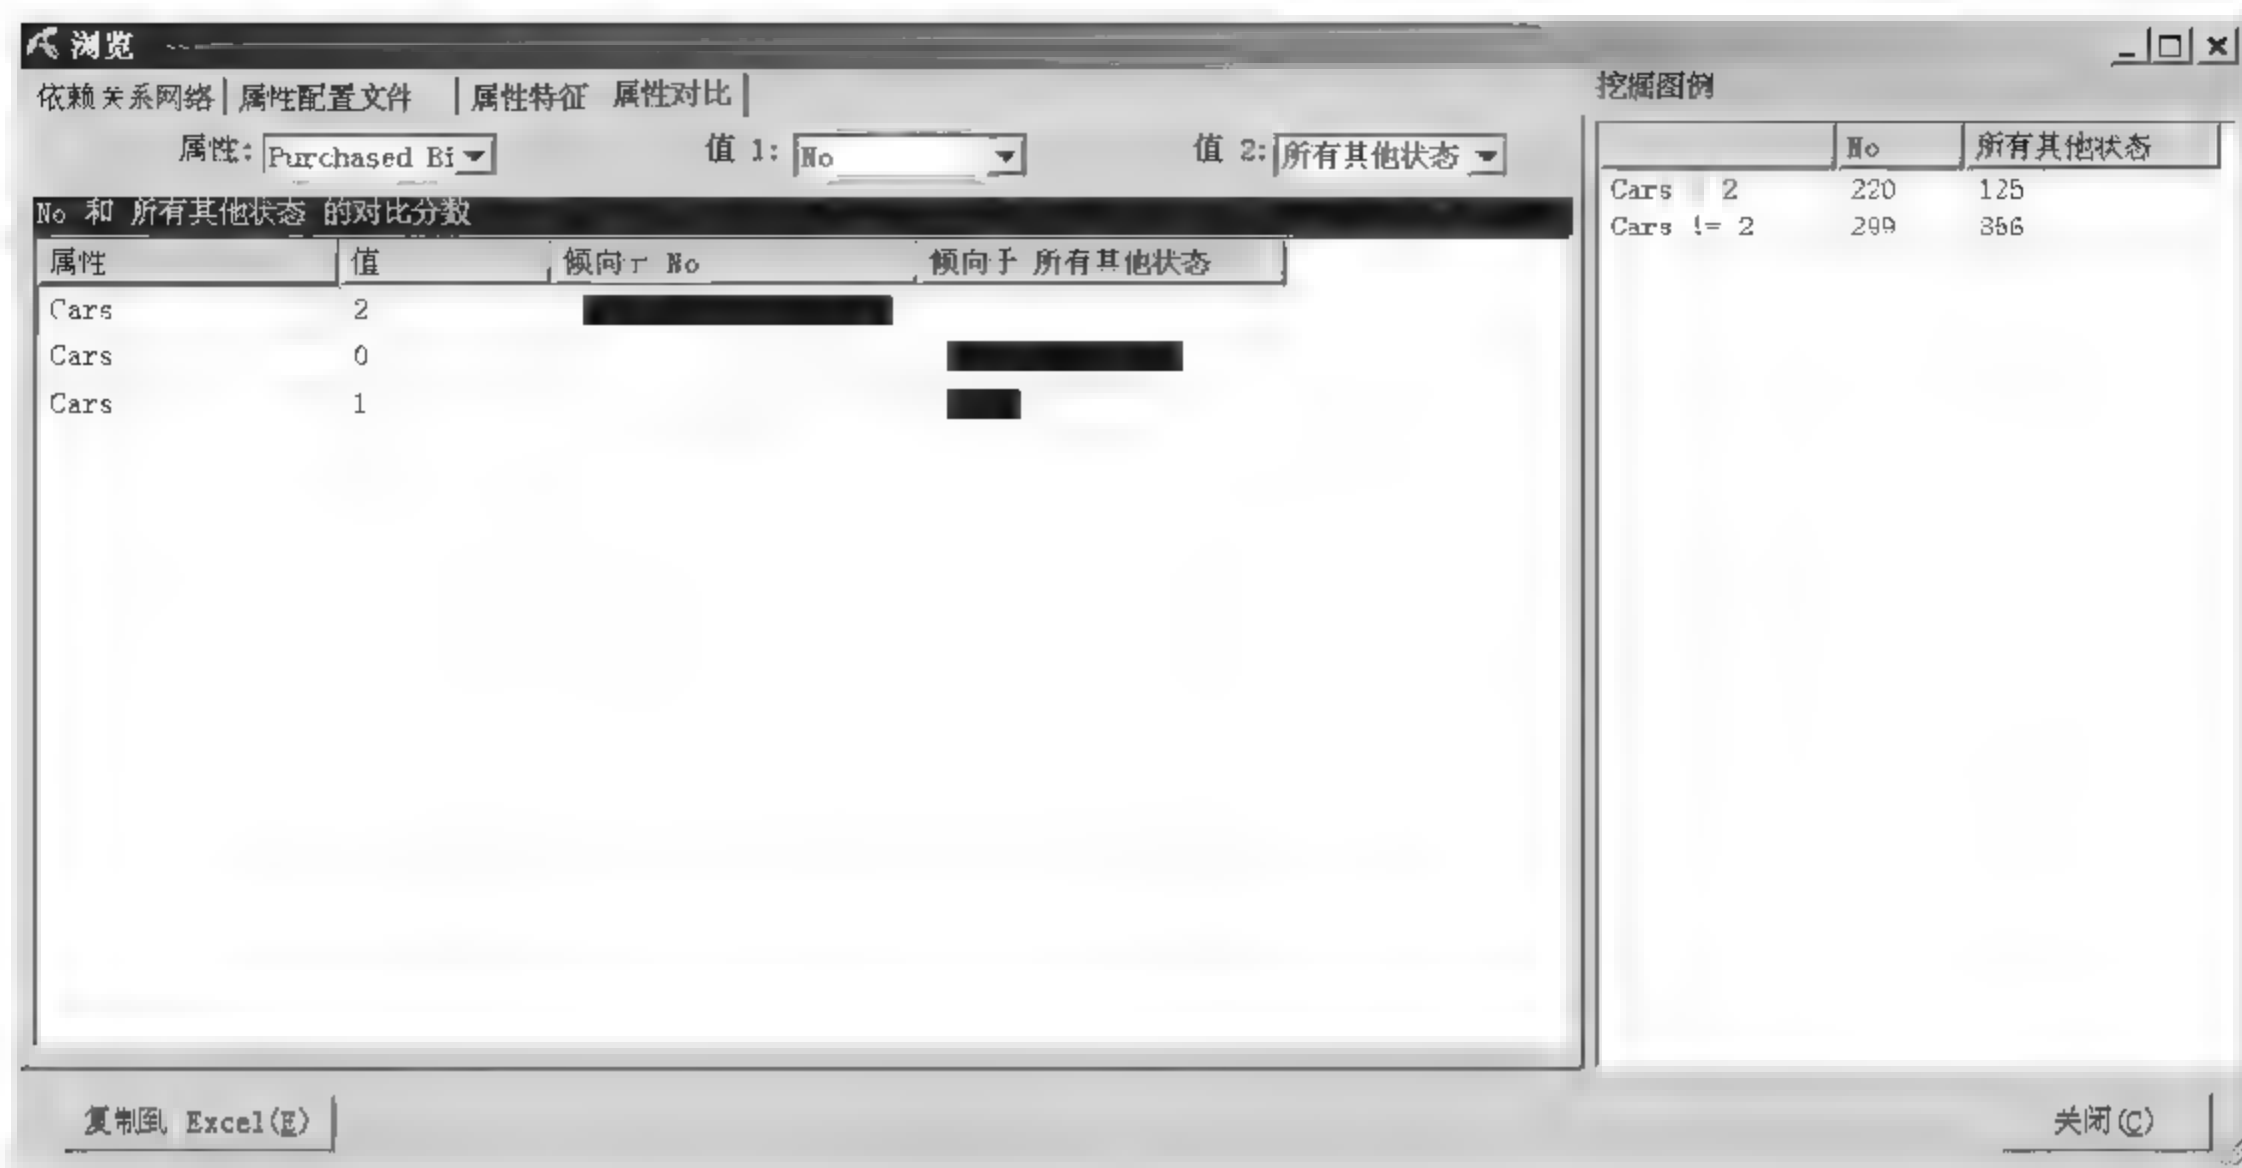 浏览
依赖关系网络 属性配置文件 属性特征 属性对比
属性: Purchased Bi 值 1: No 值 2: 所有其他状态
No 和 所有其他状态 的对比分数
属性 值 倾向于 No 倾向于 所有其他状态
Cars 2
Cars 0
Cars 1
挖掘图例
No 所有其他状态
Cars 2 220 125
Cars != 2 299 356
复制到 Excel(E)
关闭(C)